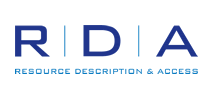 R | D | A
RESOURCE DESCRIPTION & ACCESS